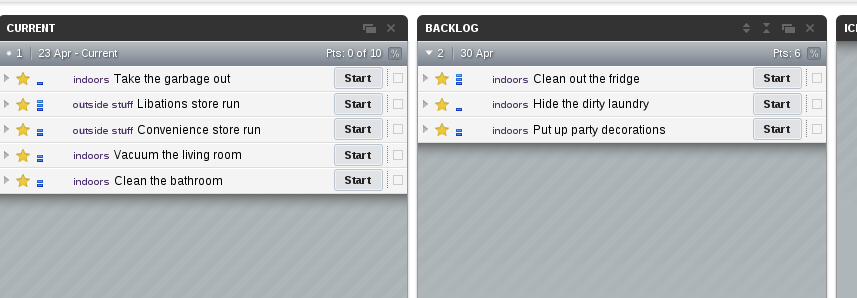 CURRENT
1 23 Apr - Current Pts: 0 of 10 %
indoors Take the garbage out Start
outside stuff Libations store run Start
outside stuff Convenience store run Start
indoors Vacuum the living room Start
indoors Clean the bathroom Start
BACKLOG
2 30 Apr Pts: 6 %
indoors Clean out the fridge Start
indoors Hide the dirty laundry Start
indoors Put up party decorations Start